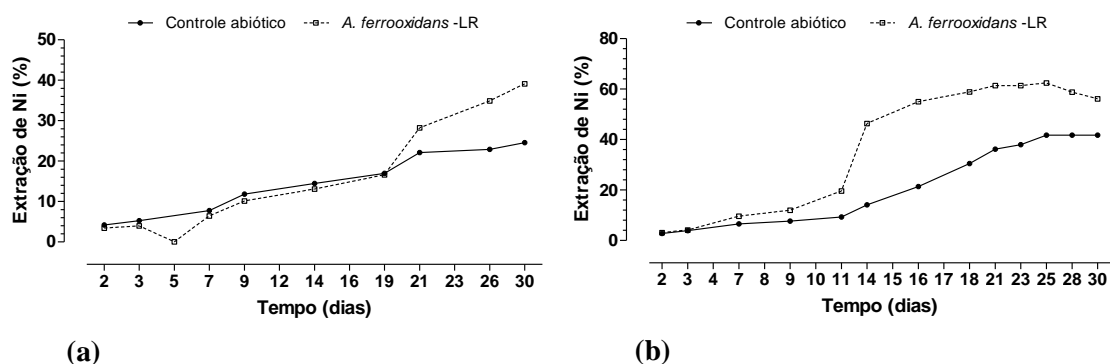 Controle abiótico A. ferrooxidans -LR
Extração de Ni (%)
50
40
30
20
10
0
2 3 5 7 9 12 14 16 19 21 23 26 30
Tempo (dias)
(a)
Controle abiótico A. ferrooxidans -LR
Extração de Ni (%)
80
60
40
20
0
2 3 4 7 9 10 11 14 16 18 21 23 25 28 30
Tempo (dias)
(b)